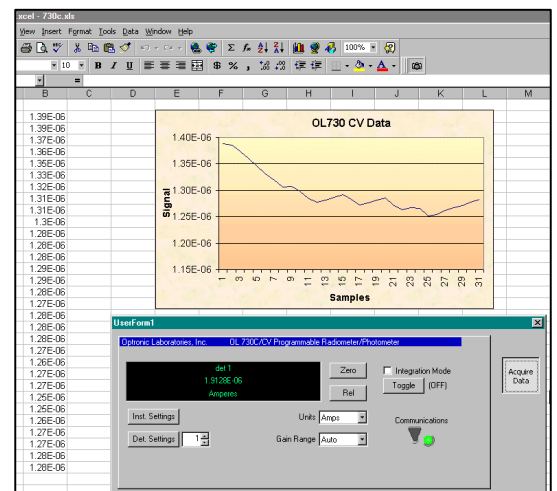 xcel - 730c.xls
View Insert Format Tools Data Window Help
100%
10 B I U $ % ,
=
B C D E F G H I J K L M
1.39E-06
1.39E-06
1.37E-06
1.36E-06
1.35E-06
1.33E-06
1.32E-06
1.31E-06
1.31E-06
1.3E-06
1.28E-06
1.28E-06
1.28E-06
1.29E-06
1.29E-06
1.28E-06
1.27E-06
1.28E-06
1.28E-06
1.28E-06
1.27E-06
1.26E-06
1.27E-06
1.27E-06
1.25E-06
1.25E-06
1.26E-06
1.27E-06
1.27E-06
1.28E-06
1.28E-06
OL730 CV Data
1.40E-06
1.35E-06
1.30E-06
1.25E-06
1.20E-06
1.15E-06
Signal
1 3 5 7 9 11 13 15 17 19 21 23 25 27 29 31
Samples
UserForm1
Optronic Laboratories, Inc. OL 730C/CV Programmable Radiometer/Photometer
det 1
1.9128E-06
Amperes
Zero
Rel
Integration Mode
Toggle (OFF)
Acquire Data
Inst. Settings
Units Amps
Communications
Det. Settings 1
Gain Range Auto